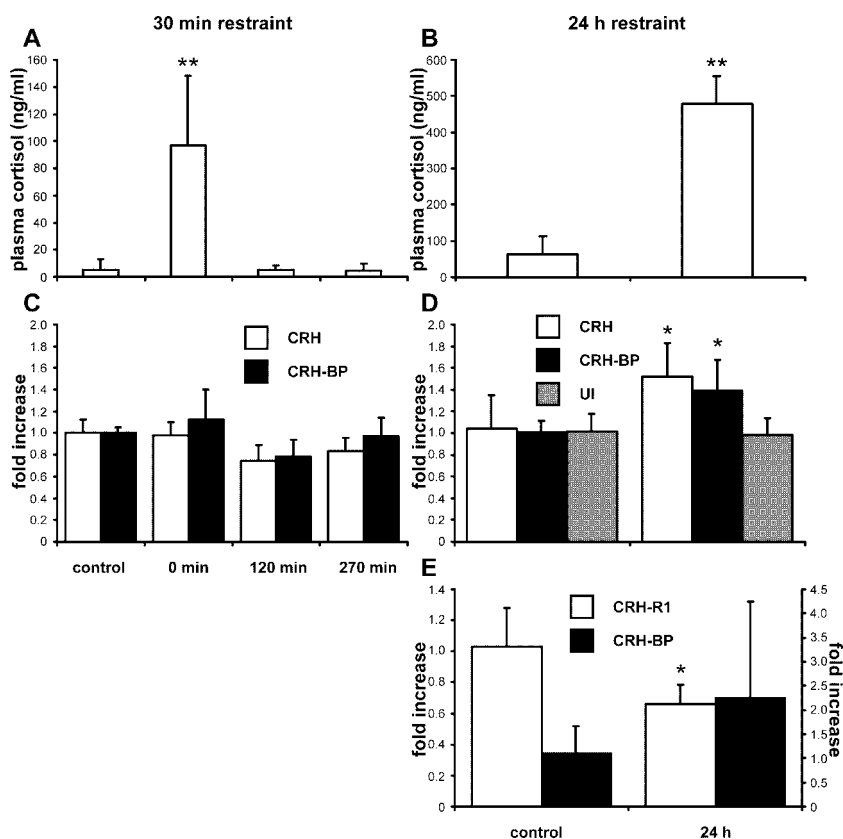 30 min restraint
24 h restraint
A
plasma cortisol (ng/ml)
160
140
120
100
80
60
40
20
0
**
B
plasma cortisol (ng/ml)
600
500
400
300
200
100
0
**
C
fold increase
2.0
1.8
1.6
1.4
1.2
1.0
0.8
0.6
0.4
0.2
0
CRH
CRH-BP
control 0 min 120 min 270 min
D
fold increase
2.0
1.8
1.6
1.4
1.2
1.0
0.8
0.6
0.4
0.2
0
CRH
CRH-BP
UI
* *
E
fold increase
1.4
1.2
1.0
0.8
0.6
0.4
0.2
0
CRH-R1
CRH-BP
*
4.5
4.0
3.5
3.0
2.5
2.0
1.5
1.0
0.5
0
fold increase
control 24 h